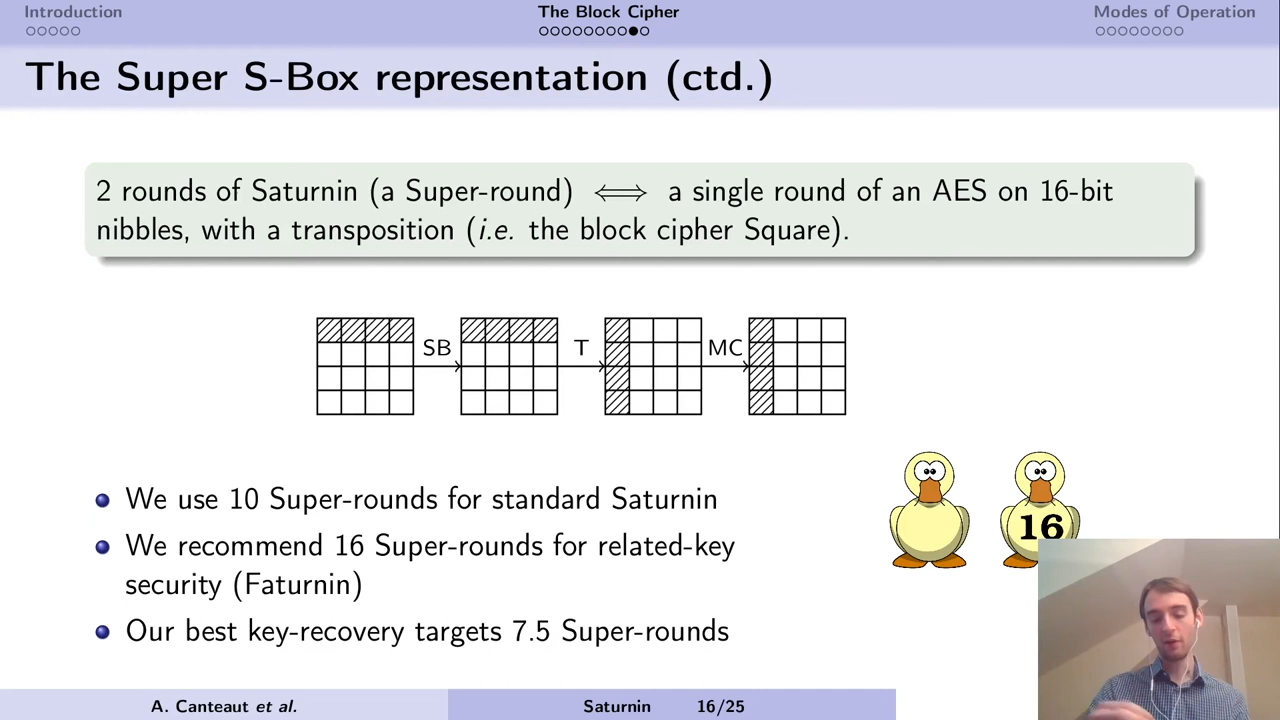 Introduction
The Block Cipher
Modes of Operation
The Super S-Box representation (ctd.)
2 rounds of Saturnin (a Super-round) ⟺ a single round of an AES on 16-bit
nibbles, with a transposition (i.e. the block cipher Square).
SB
T
MC
We use 10 Super-rounds for standard Saturnin
We recommend 16 Super-rounds for related-key
security (Faturnin)
Our best key-recovery targets 7.5 Super-rounds
16
A. Canteaut et al.
Saturnin
16/25